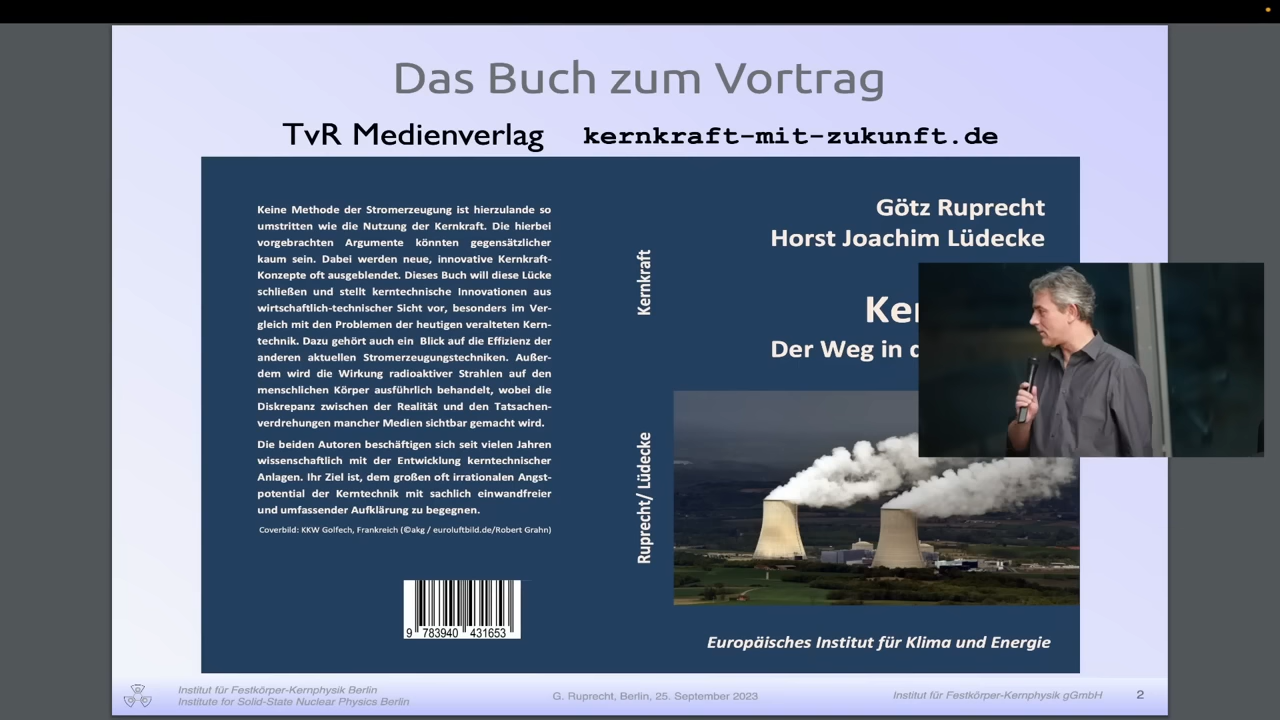 Das Buch zum Vortrag
TvR Medienverlag kernkraft-mit-zukunft.de
Keine Methode der Stromerzeugung ist hierzulande so
umstritten wie die Nutzung der Kernkraft. Die hierbei
vorgebrachten Argumente könnten gegensätzlicher
kaum sein. Dabei werden neue, innovative Kernkraft-
Konzepte oft ausgeblendet. Dieses Buch will diese Lücke
schließen und stellt kerntechnische Innovationen aus
wirtschaftlich-technischer Sicht vor, besonders im Ver-
gleich mit den Problemen der heutigen veralteten Kern-
technik. Dazu gehört auch ein Blick auf die Effizienz der
anderen aktuellen Stromerzeugungstechniken. Außer-
dem wird die Wirkung radioaktiver Strahlen auf den
menschlichen Körper ausführlich behandelt, wobei die
Diskrepanz zwischen der Realität und den Tatsachen-
verdrehungen mancher Medien sichtbar gemacht wird.
Die beiden Autoren beschäftigen sich seit vielen Jahren
wissenschaftlich mit der Entwicklung kerntechnischer
Anlagen. Ihr Ziel ist, dem großen oft irrationalen Angst-
potential der Kerntechnik mit sachlich einwandfreier
und umfassender Aufklärung zu begegnen.
Coverbild: KKW Golfech, Frankreich (©akg / euroluftbild.de/Robert Grahn)
9 783940 431653
Kernkraft
Ruprecht/ Lüdecke
Götz Ruprecht
Horst Joachim Lüdecke
Ker
Der Weg in d
Europäisches Institut für Klima und Energie
Institut für Festkörper-Kernphysik Berlin
Institute for Solid-State Nuclear Physics Berlin
G. Ruprecht, Berlin, 25. September 2023
Institut für Festkörper-Kernphysik gGmbH
2